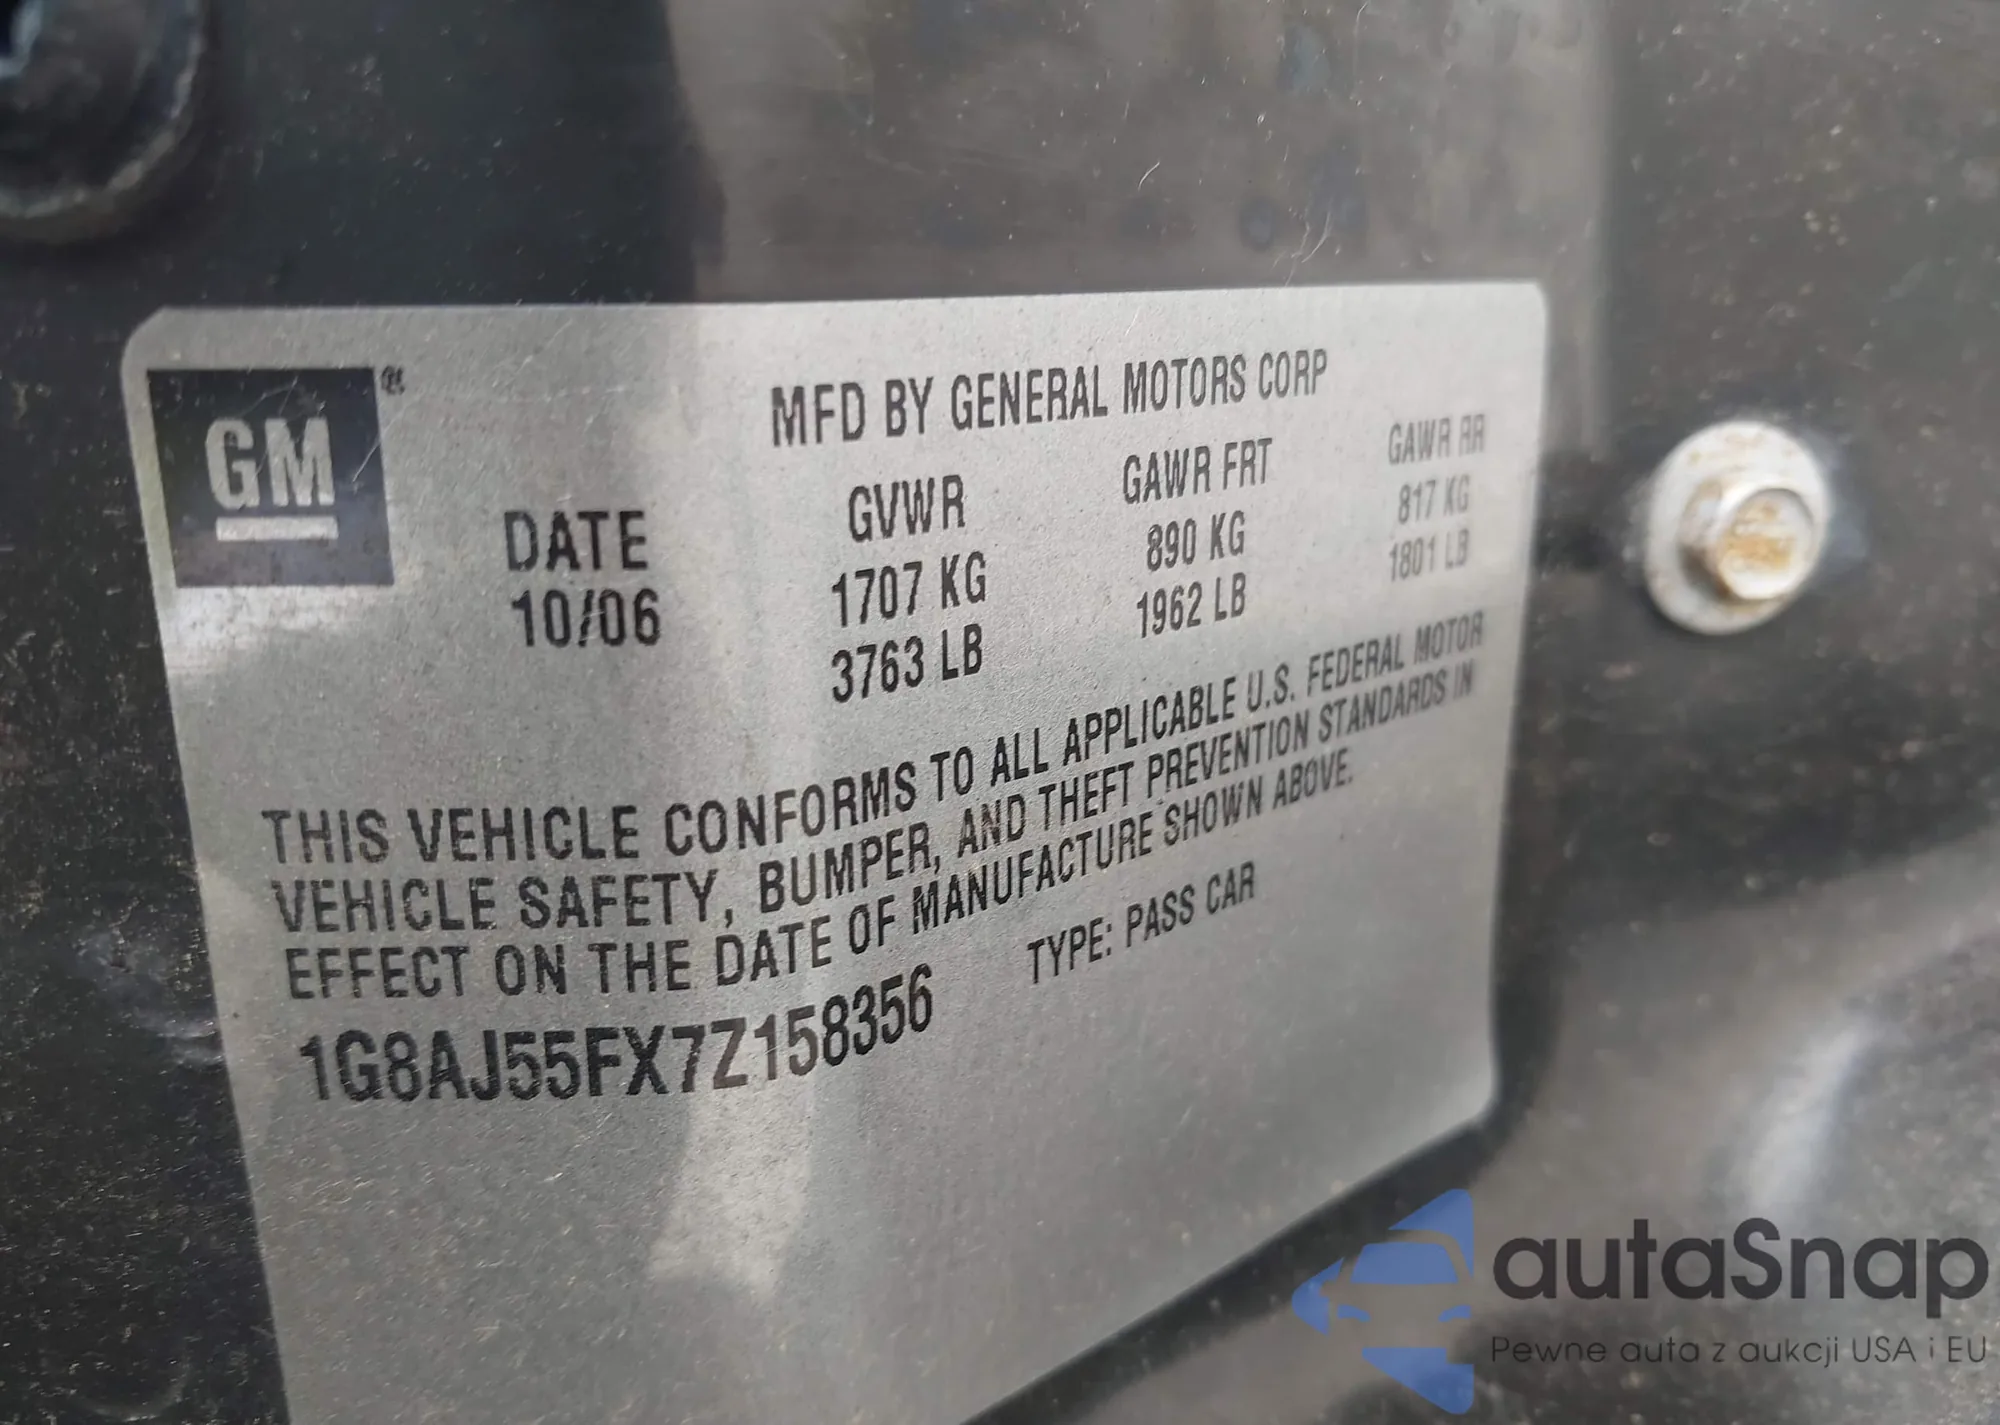 GM®
MFD BY GENERAL MOTORS CORP
DATE GVWR GAWR FRT GAWR RR
10/06 1707 KG 890 KG 817 KG
3763 LB 1962 LB 1801 LB
THIS VEHICLE CONFORMS TO ALL APPLICABLE U.S. FEDERAL MOTOR
VEHICLE SAFETY, BUMPER, AND THEFT PREVENTION STANDARDS IN
EFFECT ON THE DATE OF MANUFACTURE SHOWN ABOVE.
1G8AJ55FX7Z158356 TYPE: PASS CAR
autaSnap
Pewne auta z aukcji USA i EU